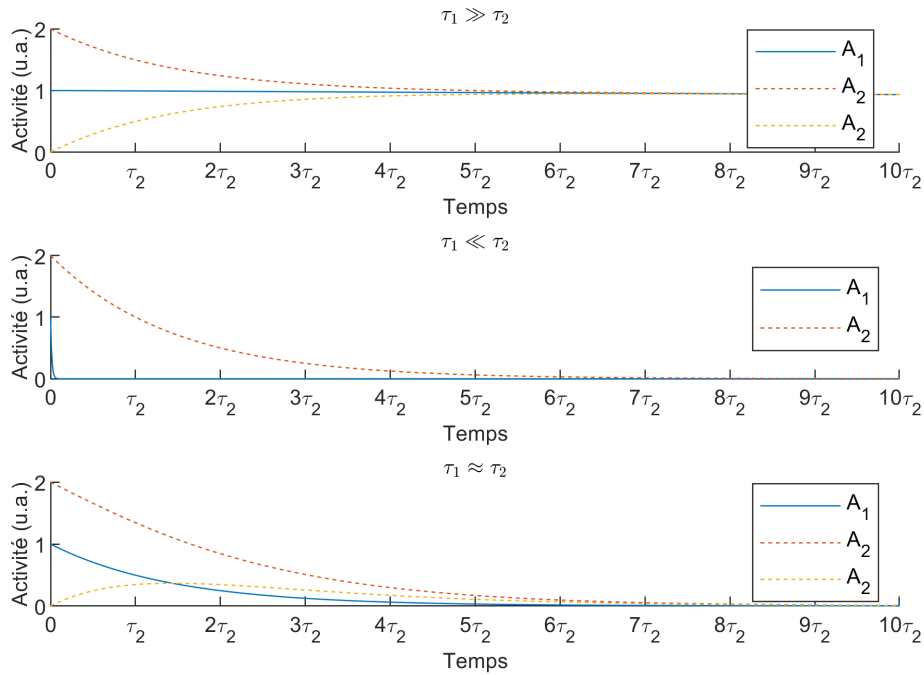 τ₁ ≫ τ₂
Activité (u.a.)
2
1
0
A₁
A₂
A₂
0 τ₂ 2τ₂ 3τ₂ 4τ₂ 5τ₂ 6τ₂ 7τ₂ 8τ₂ 9τ₂ 10τ₂
Temps
τ₁ ≪ τ₂
Activité (u.a.)
2
1
0
A₁
A₂
0 τ₂ 2τ₂ 3τ₂ 4τ₂ 5τ₂ 6τ₂ 7τ₂ 8τ₂ 9τ₂ 10τ₂
Temps
τ₁ ≈ τ₂
Activité (u.a.)
2
1
0
A₁
A₂
A₂
0 τ₂ 2τ₂ 3τ₂ 4τ₂ 5τ₂ 6τ₂ 7τ₂ 8τ₂ 9τ₂ 10τ₂
Temps